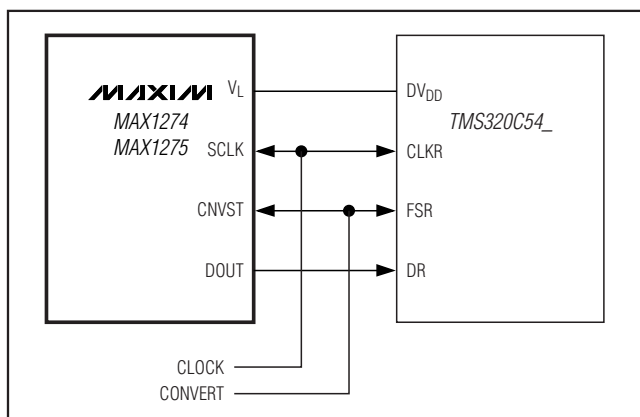 MAXIM
MAX1274
MAX1275
VL
SCLK
CNVST
DOUT
DVDD
TMS320C54_
CLKR
FSR
DR
CLOCK
CONVERT